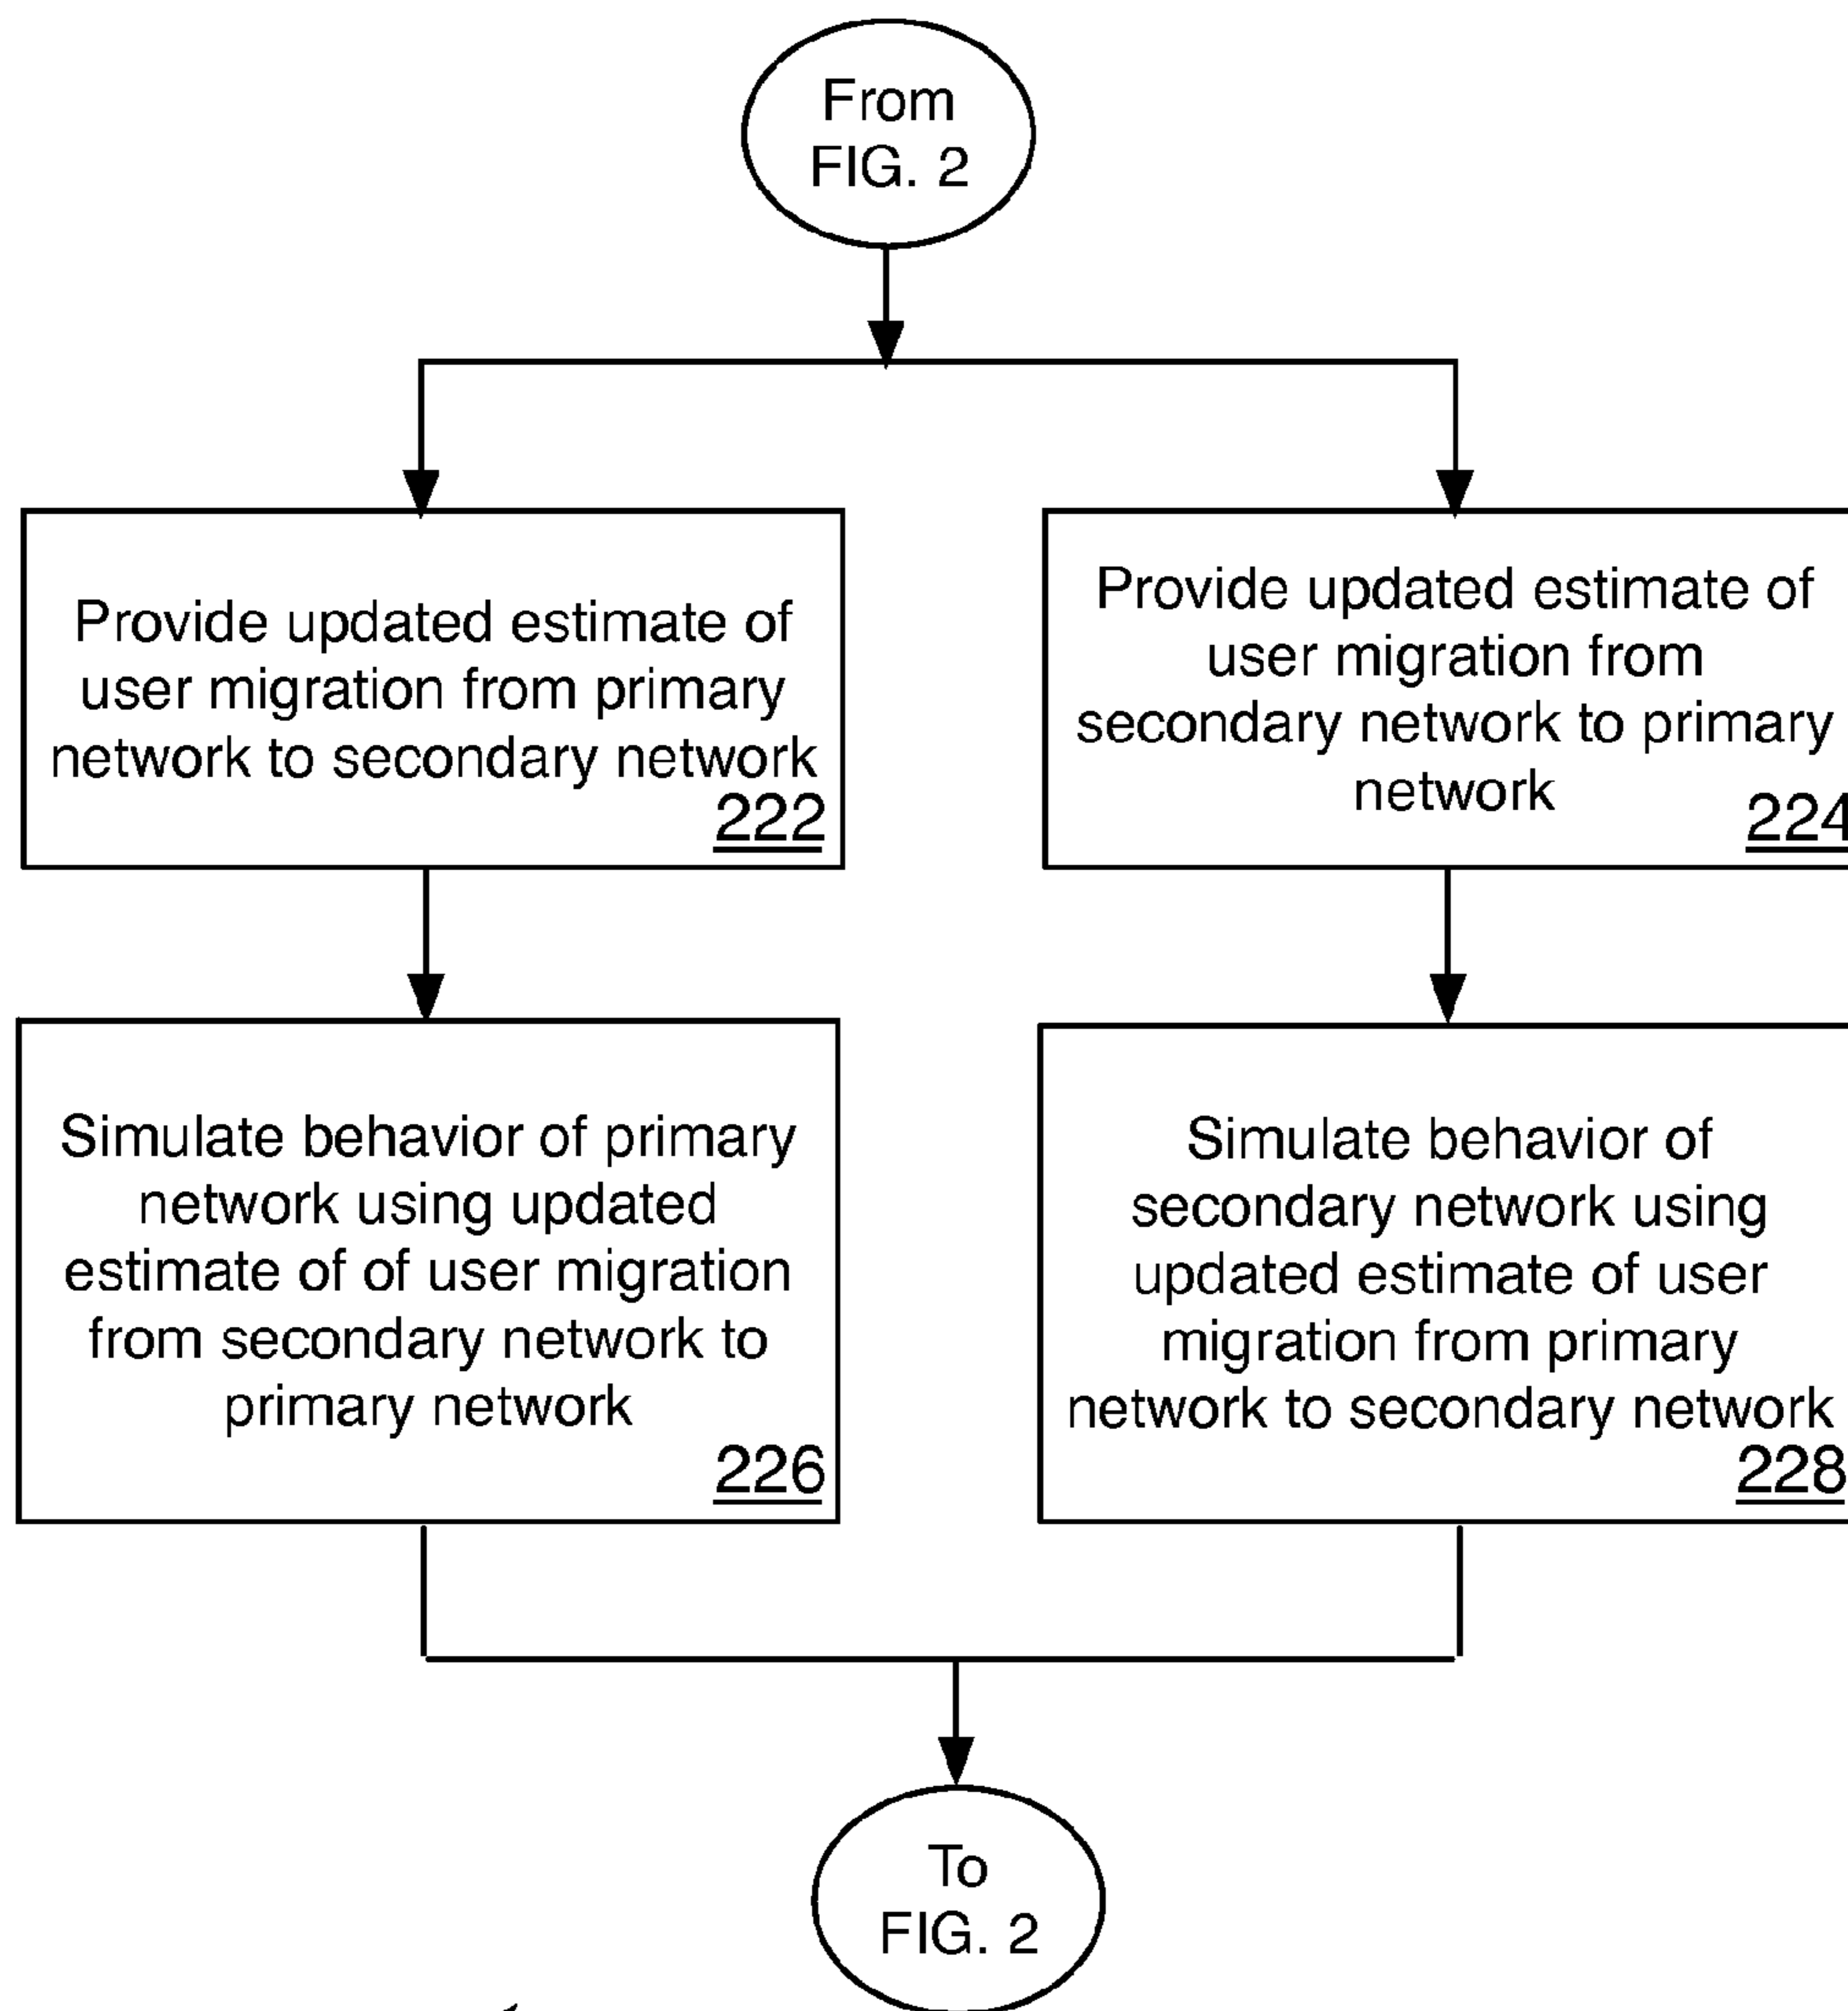 From
FIG. 2
Provide updated estimate of
user migration from primary
network to secondary network
222
Provide updated estimate of
user migration from
secondary network to primary
network
224
Simulate behavior of primary
network using updated
estimate of of user migration
from secondary network to
primary network
226
Simulate behavior of
secondary network using
updated estimate of user
migration from primary
network to secondary network
228
To
FIG. 2